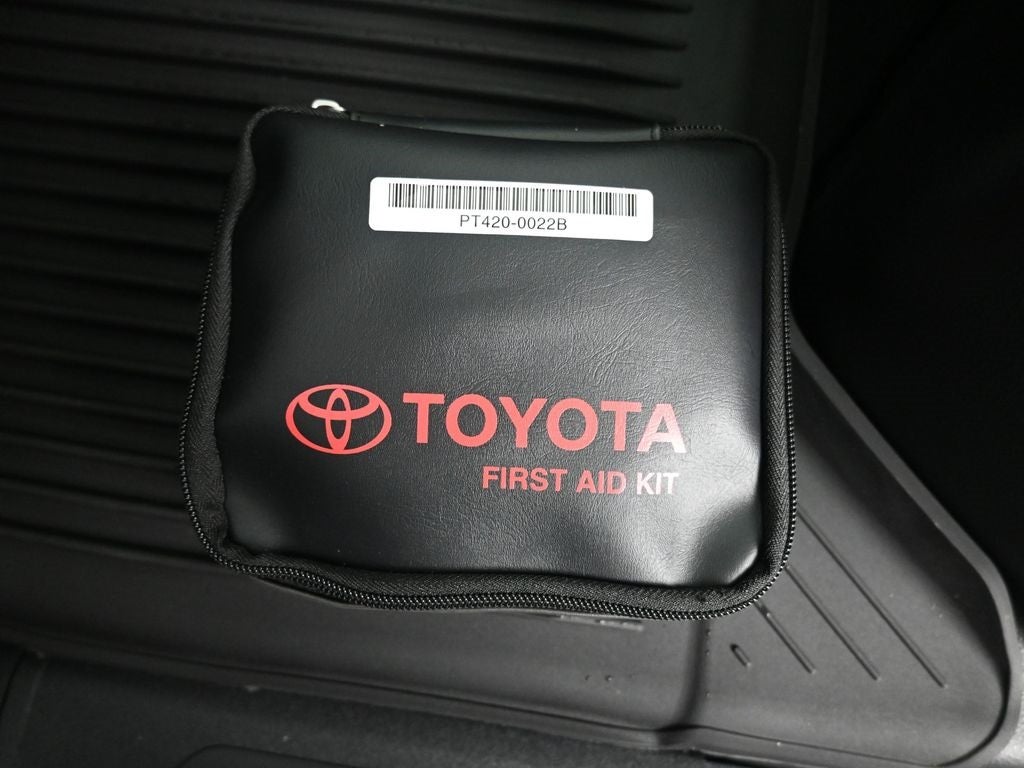 PT420-0022B
TOYOTA
FIRST AID KIT